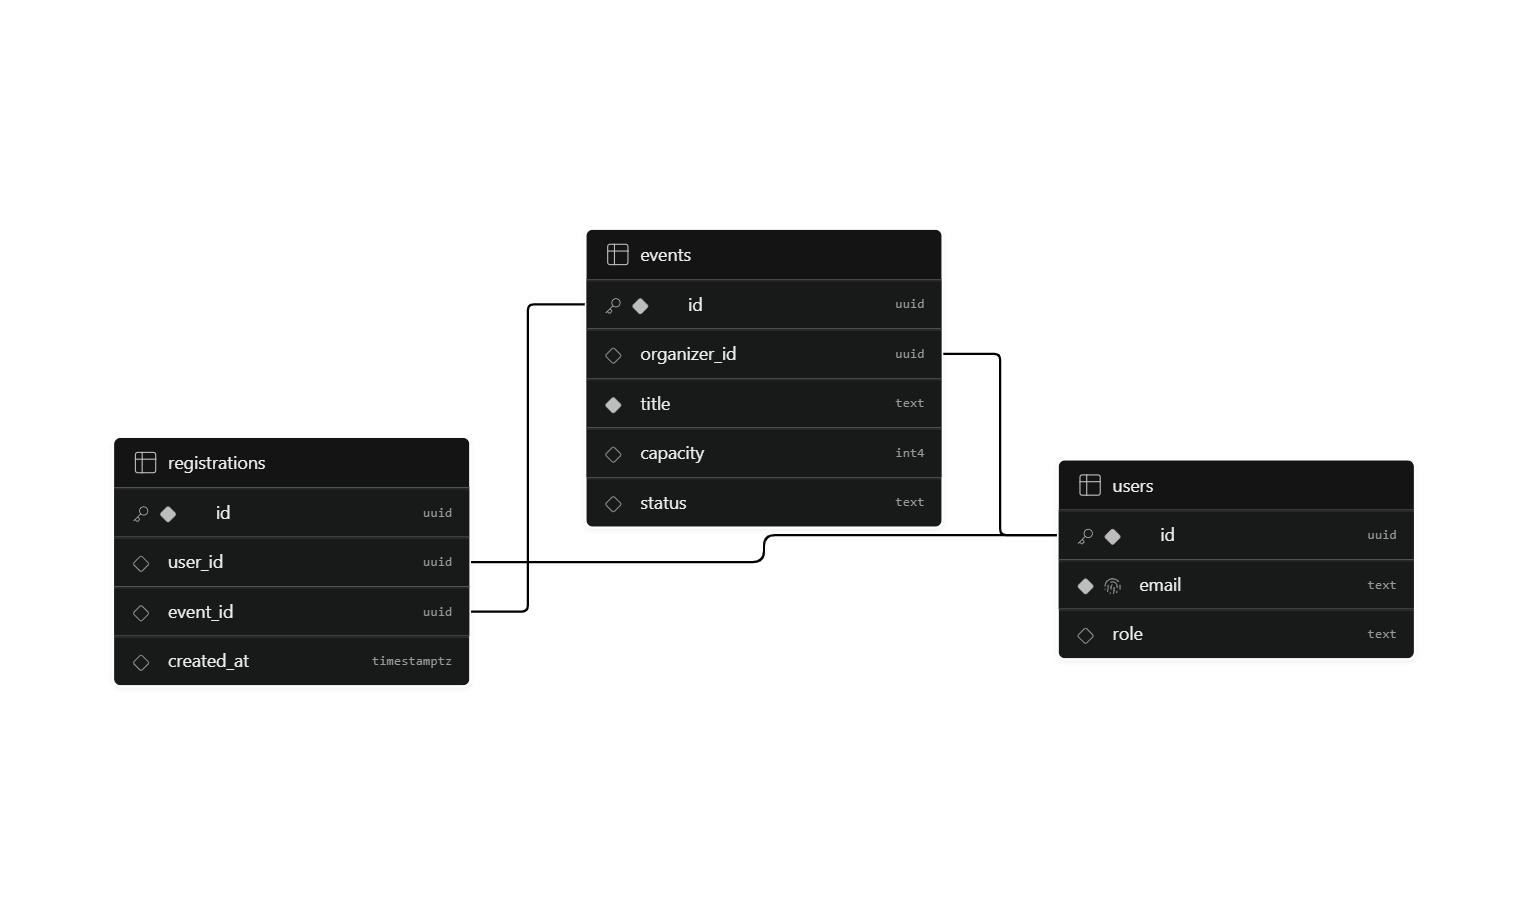 events
id uuid
organizer_id uuid
title text
capacity int4
status text
registrations
id uuid
user_id uuid
event_id uuid
created_at timestamptz
users
id uuid
email text
role text